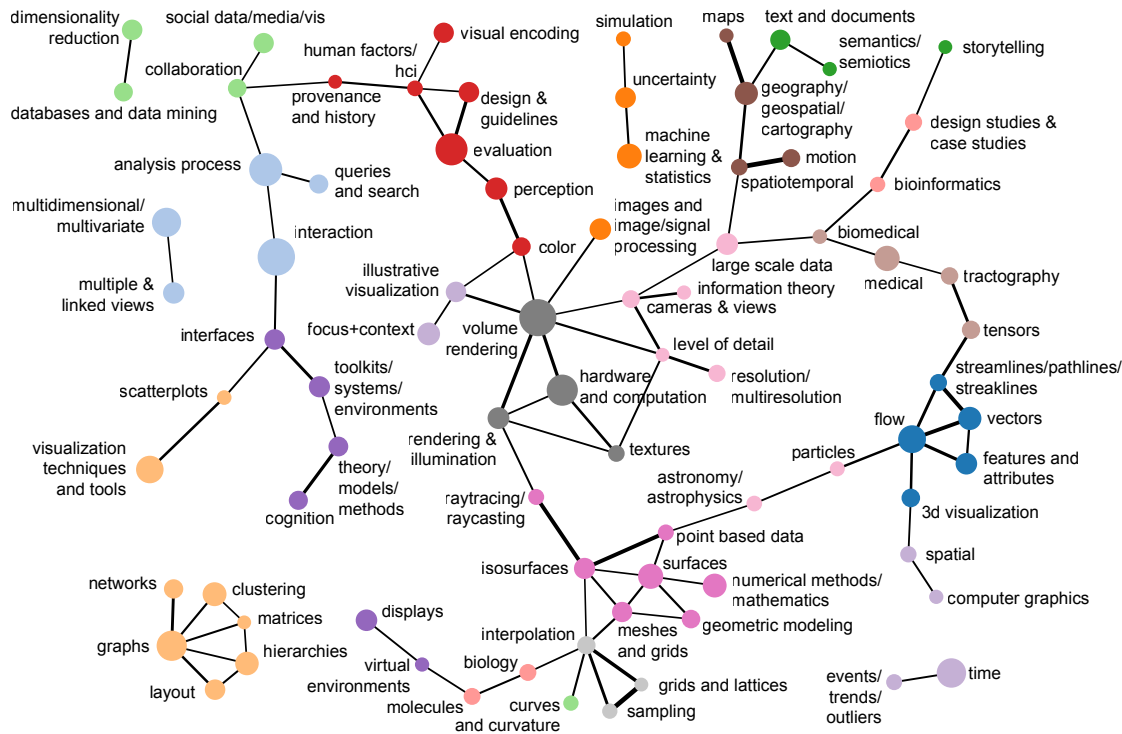 dimensionality
reduction
databases and data mining
social data/media/vis
collaboration
human factors/
hci
provenance
and history
visual encoding
design &
guidelines
evaluation
perception
color
simulation
uncertainty
machine
learning &
statistics
images and
image/signal
processing
maps
text and documents
semantics/
semiotics
geography/
geospatial/
cartography
motion
spatiotemporal
storytelling
design studies &
case studies
bioinformatics
biomedical
medical
tractography
tensors
large scale data
information theory
cameras & views
level of detail
resolution/
multiresolution
analysis process
queries
and search
multidimensional/
multivariate
multiple &
linked views
interaction
interfaces
toolkits/
systems/
environments
theory/
models/
methods
cognition
scatterplots
visualization
techniques
and tools
illustrative
visualization
focus+context
volume
rendering
hardware
and computation
rendering &
illumination
textures
streamlines/pathlines/
streaklines
flow
vectors
features and
attributes
3d visualization
spatial
computer graphics
particles
astronomy/
astrophysics
raytracing/
raycasting
point based data
isosurfaces
surfaces
numerical methods/
mathematics
meshes
and grids
geometric modeling
interpolation
grids and lattices
sampling
curves
and curvature
biology
molecules
virtual
environments
displays
networks
clustering
matrices
graphs
hierarchies
layout
events/
trends/
outliers
time